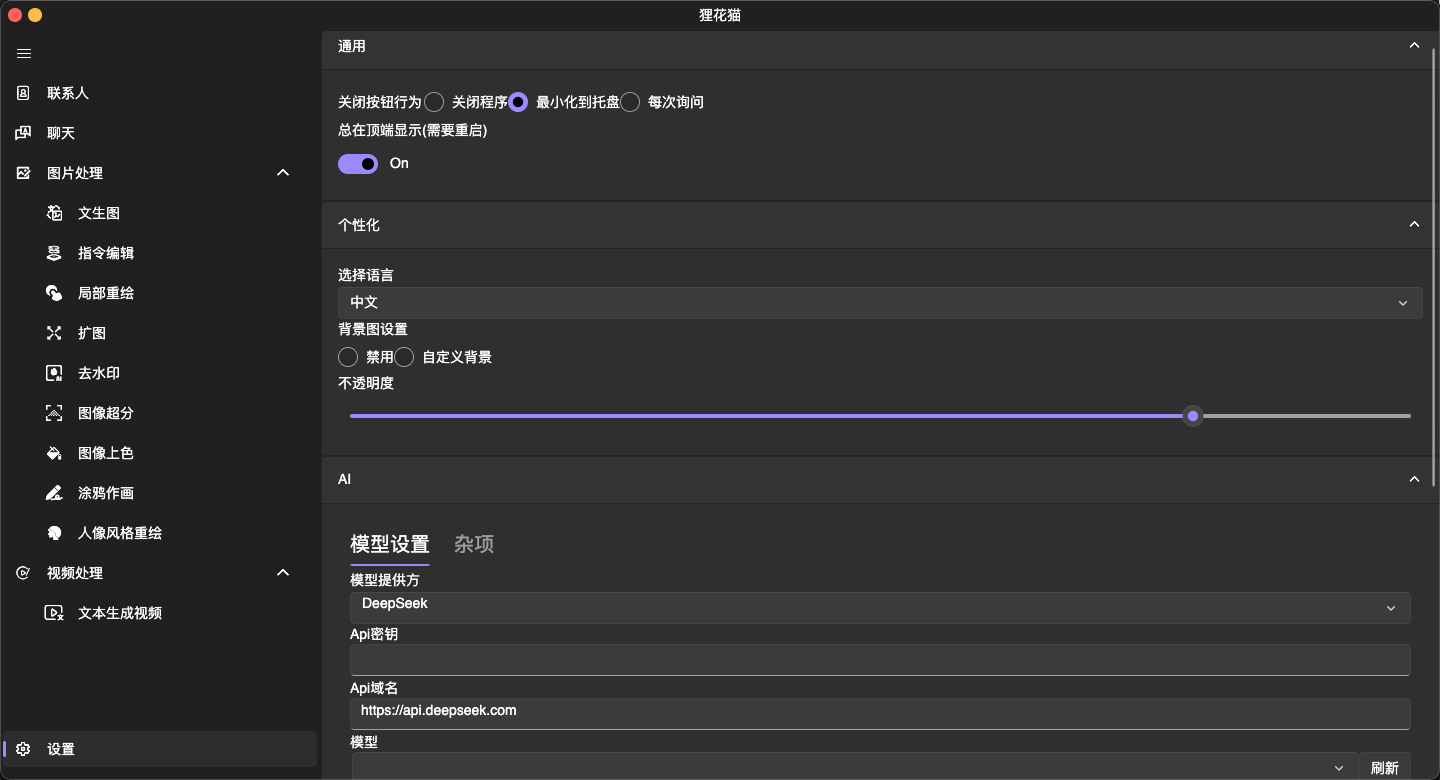 狸花猫
联系人
聊天
图片处理
文生图
指令编辑
局部重绘
扩图
去水印
图像超分
图像上色
涂鸦作画
人像风格重绘
视频处理
文本生成视频
设置
通用
关闭按钮行为 关闭程序 最小化到托盘 每次询问
总在顶端显示(需要重启)
On
个性化
选择语言
中文
背景图设置
禁用 自定义背景
不透明度
AI
模型设置 杂项
模型提供方
DeepSeek
Api密钥
Api域名
https://api.deepseek.com
模型
刷新